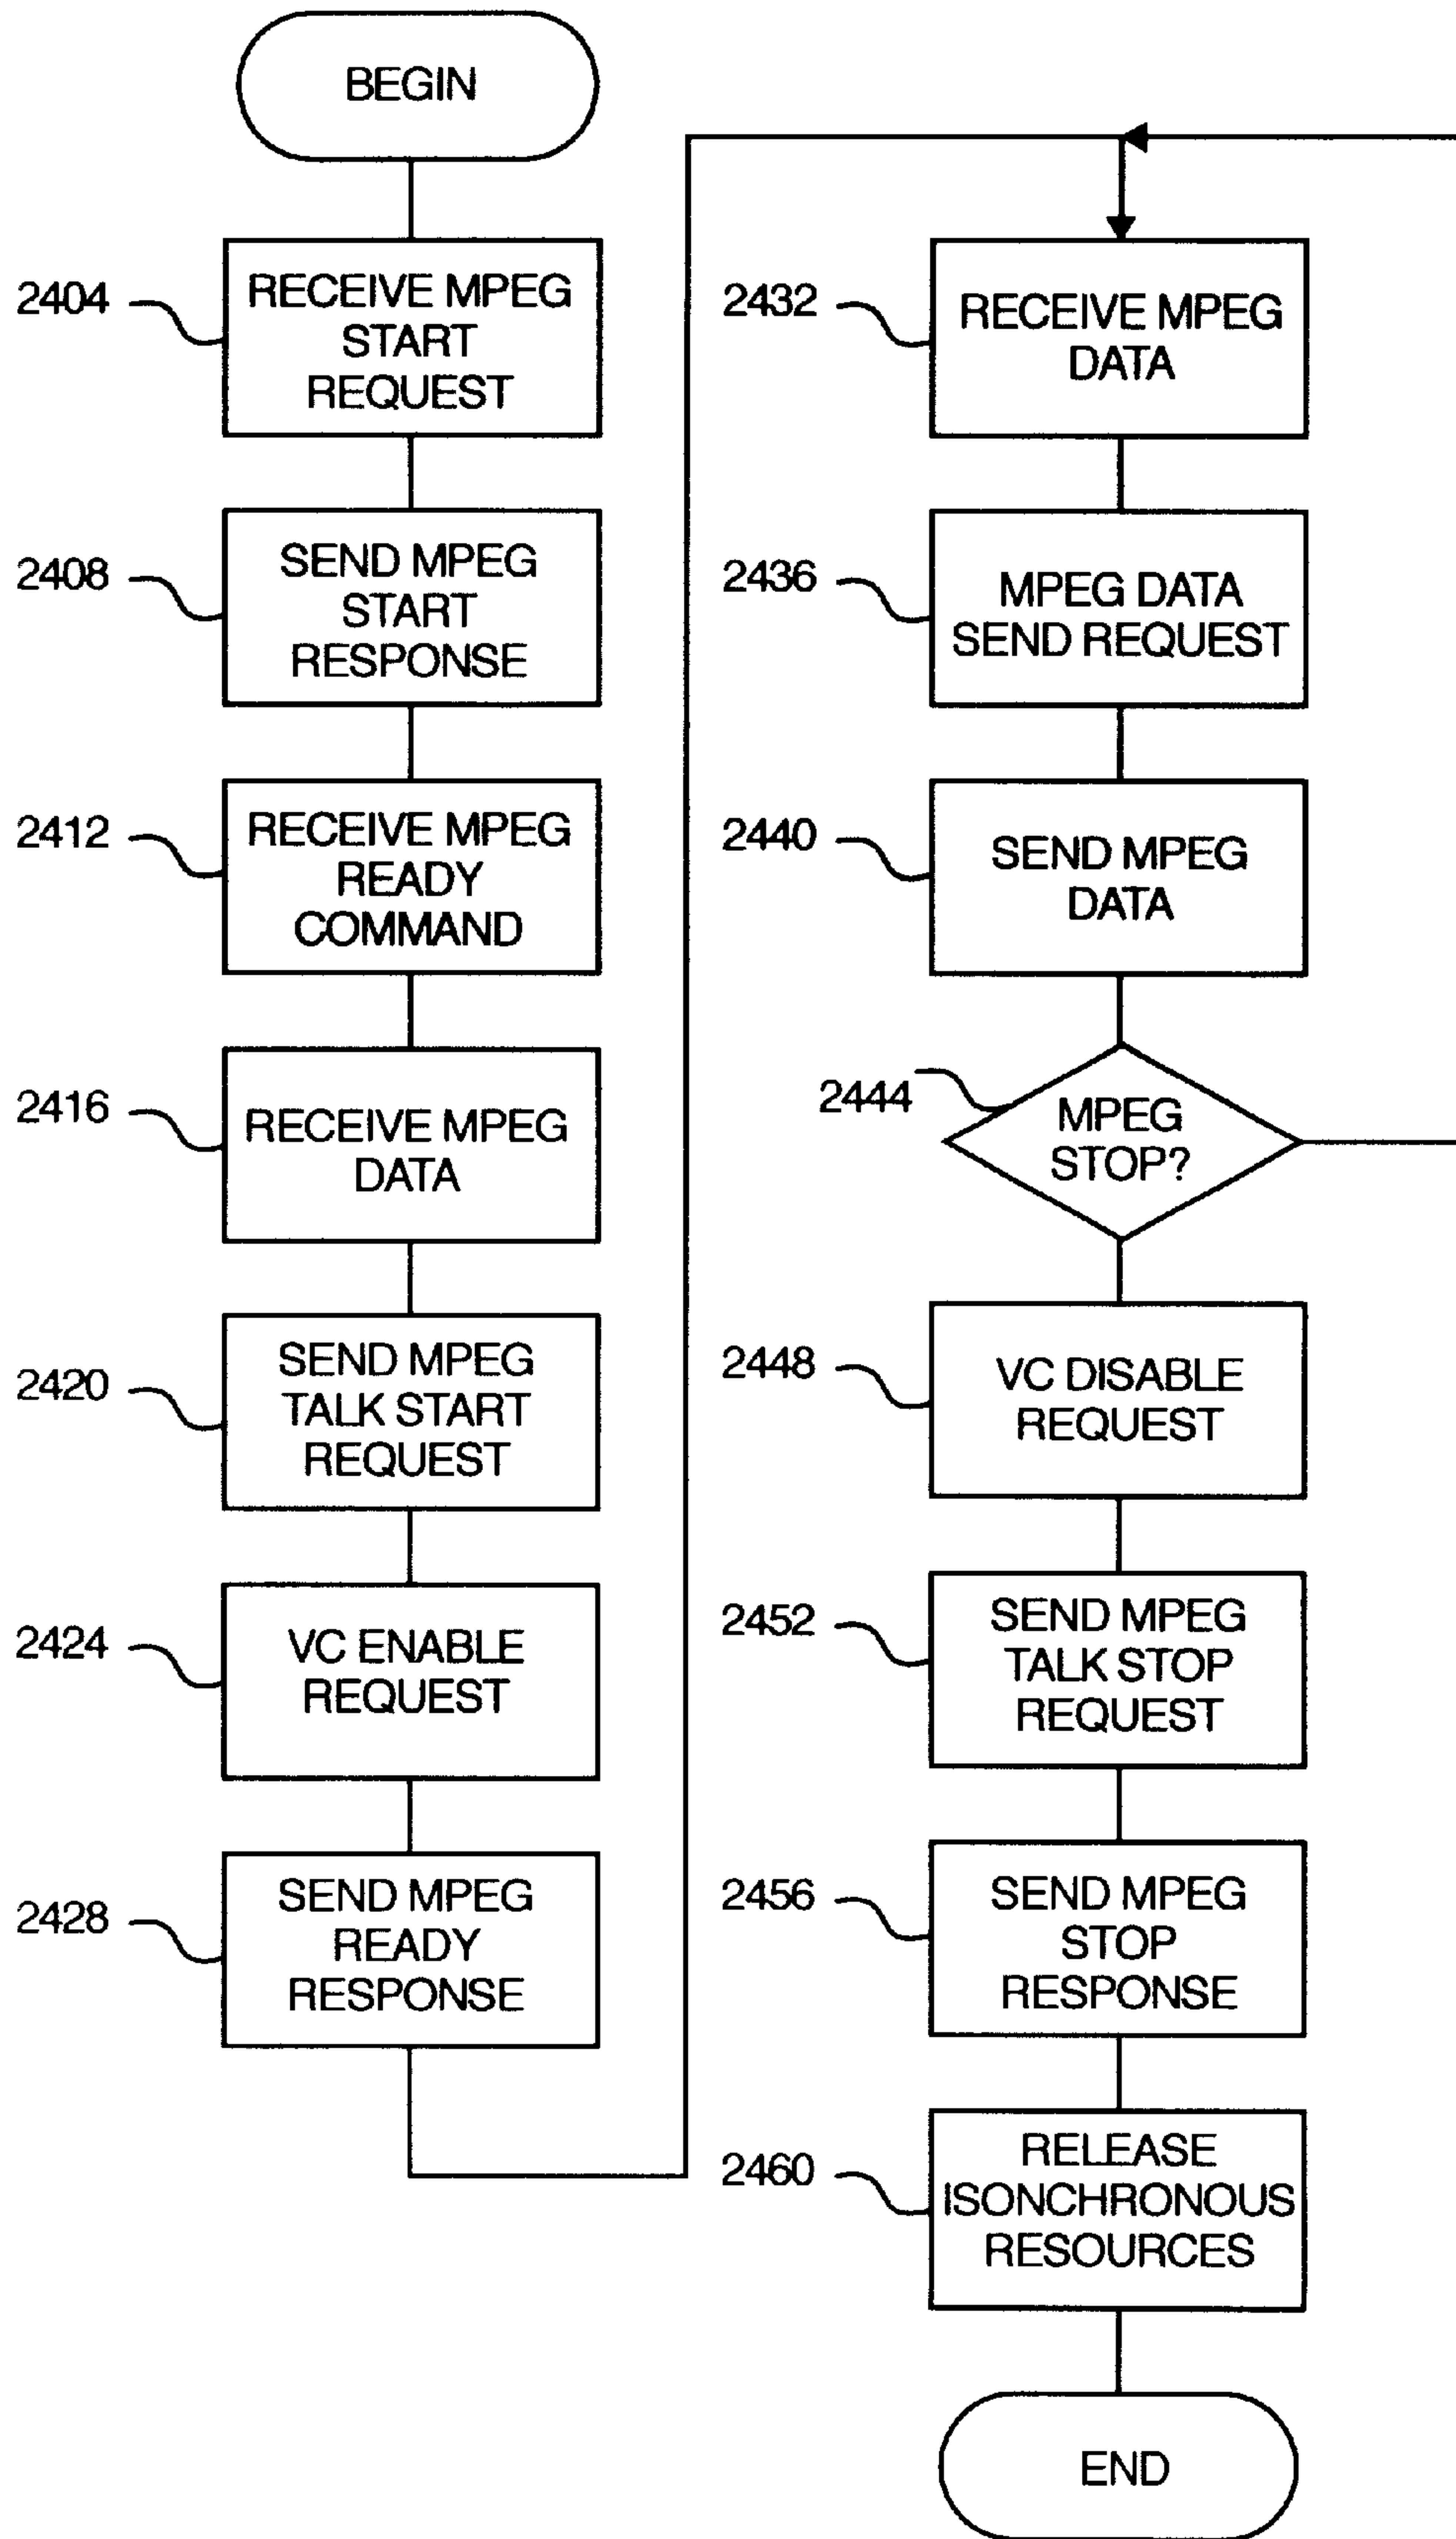 BEGIN
2404
RECEIVE MPEG
START
REQUEST
2408
SEND MPEG
START
RESPONSE
2412
RECEIVE MPEG
READY
COMMAND
2416
RECEIVE MPEG
DATA
2420
SEND MPEG
TALK START
REQUEST
2424
VC ENABLE
REQUEST
2428
SEND MPEG
READY
RESPONSE
2432
RECEIVE MPEG
DATA
2436
MPEG DATA
SEND REQUEST
2440
SEND MPEG
DATA
2444
MPEG
STOP?
2448
VC DISABLE
REQUEST
2452
SEND MPEG
TALK STOP
REQUEST
2456
SEND MPEG
STOP
RESPONSE
2460
RELEASE
ISONCHRONOUS
RESOURCES
END